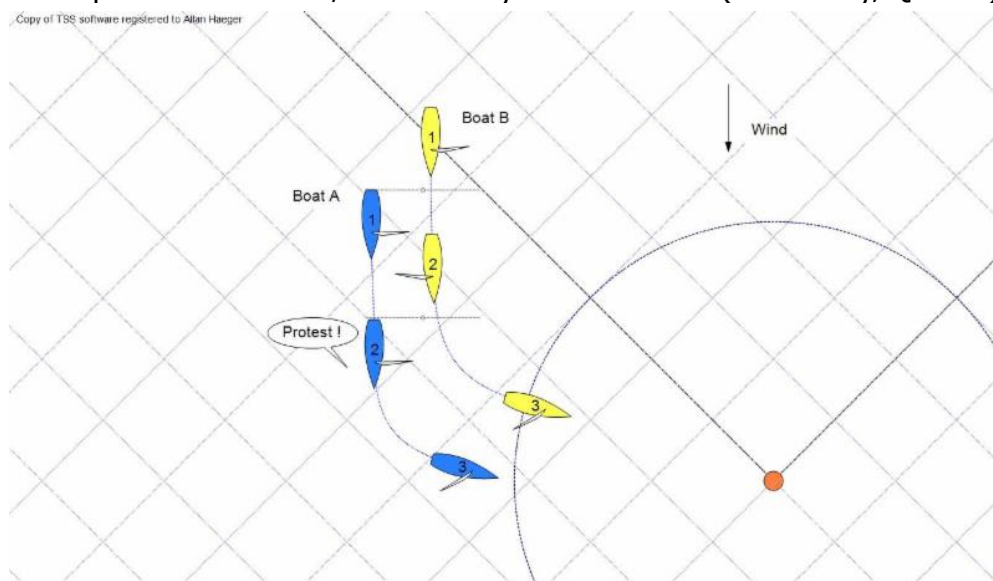 Copy of TSS software registered to Allan Haeger
1
Boat B
Wind
Boat A
1
2
Protest !
2
3
3